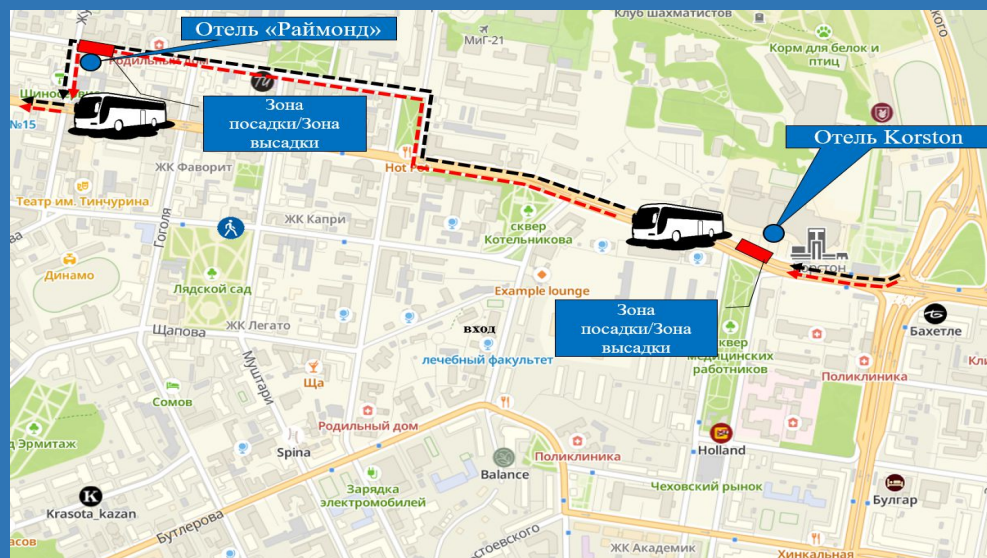 Клуб шахматистов
Отель «Раймонд»
МиГ-21
Корм для белок и
птиц
Зона
посадки/Зона
высадки
№15
Отель Korston
ЖК Фаворит
Hot Pot
Театр им. Тинчурина
Гоголя
ЖК Капри
сквер
Котельникова
Динамо
Лядской сад
Example lounge
Зона
посадки/Зона
высадки
Щапова
ЖК Легато
вход
Бахетле
лечебный факультет
сквер
медицинских
работников
Муштари
Ща
Поликлиника
Сомов
Родильный дом
Эрмитаж
Spina
Поликлиника
Holland
Balance
Зарядка
электромобилей
Чеховский рынок
Булгар
K
Krasota_kazan
Бутлерова
ЖК Академик
Хинкальная